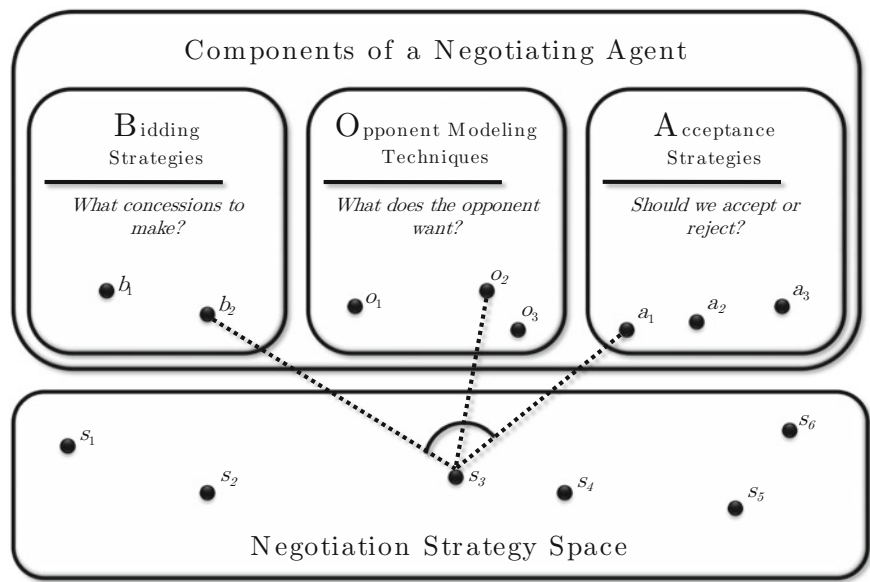 Components of a Negotiating Agent
Bidding
Strategies
What concessions to
make?
b1
b2
Opponent Modeling
Techniques
What does the opponent
want?
o1
o2
o3
Acceptance
Strategies
Should we accept or
reject?
a1
a2
a3
s1
s2
s3
s4
s5
s6
Negotiation Strategy Space